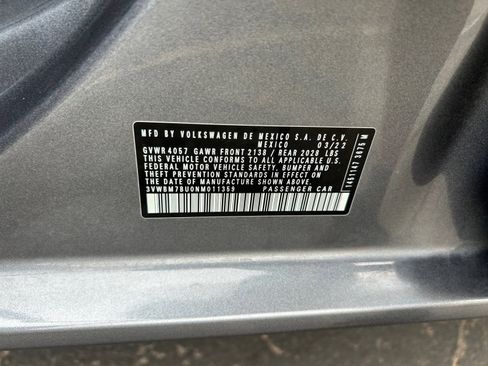 MFD BY VOLKSWAGEN DE MEXICO S.A. DE C.V.
MEXICO 03/22
GVWR 4057 GAWR FRONT 2138 / REAR 2028 LBS
THIS VEHICLE CONFORMS TO ALL APPLICABLE
FEDERAL MOTOR VEHICLE SAFETY, BUMPER AND
THEFT PREVENTION STANDARDS IN EFFECT
ON THE DATE OF MANUFACTURE SHOWN ABOVE
3VWBM7BU0NM011359 PASSENGER CAR
1491147 3075 M